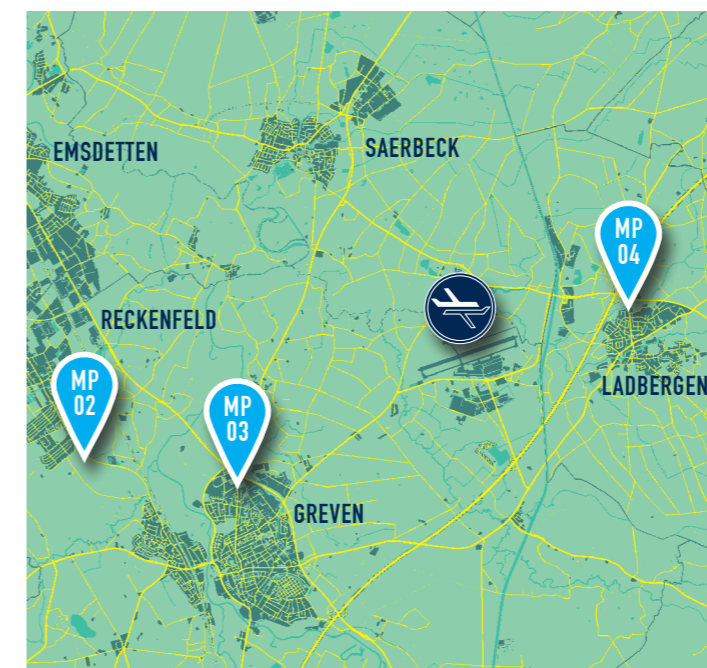 EMSDETTEN
SAERBECK
MP
04
RECKENFELD
MP
02
MP
03
LADBERGEN
GREVEN